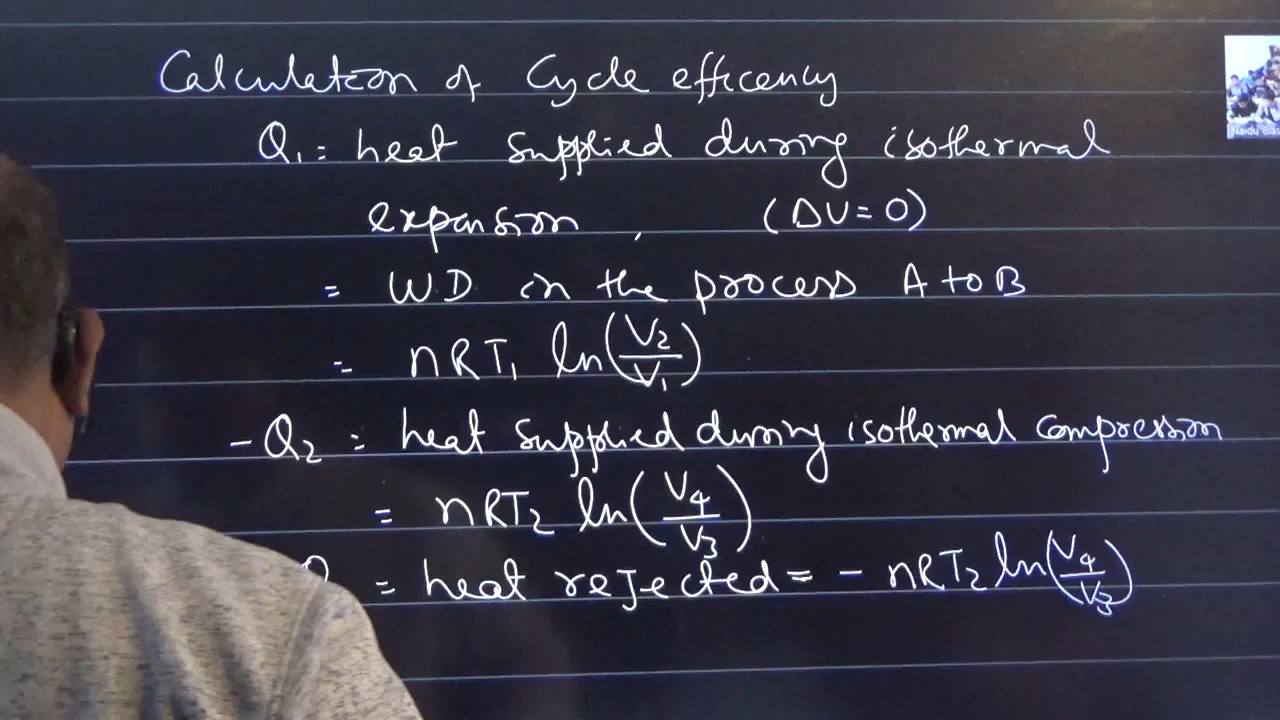 Calculation of Cycle efficency
Q₁ = heat supplied during isothermal
expansion, (ΔU = 0)
= WD in the process A to B
= nRT₁ ln(V₂/V₁)
-Q₂ = heat supplied during isothermal compression
= nRT₂ ln(V₄/V₃)
= heat rejected = - nRT₂ ln(V₄/V₃)
Naidu